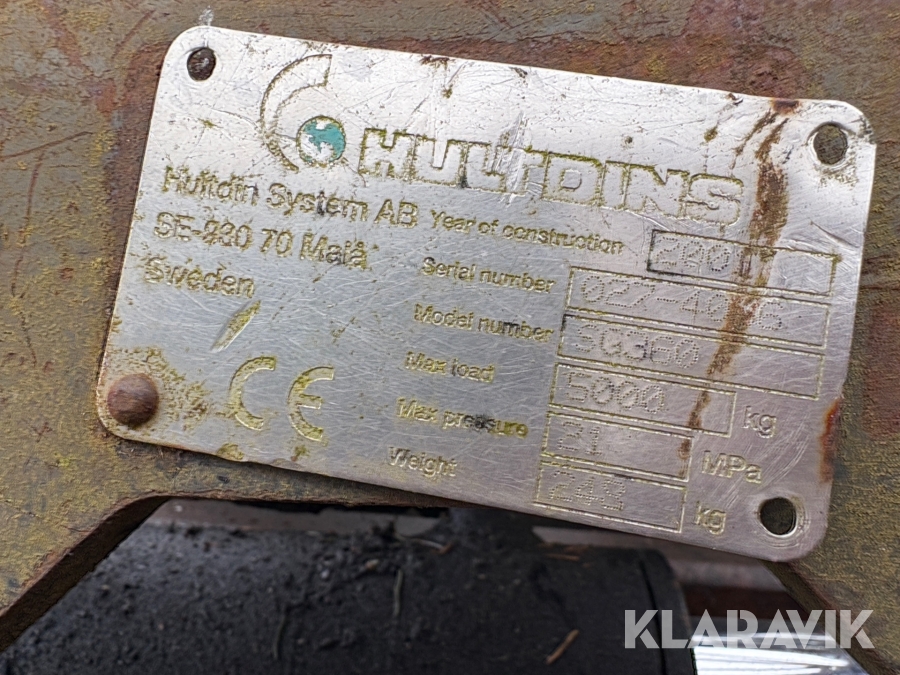 HULTDINS
Hultdin System AB
SE-930 70 Malå
Sweden
Year of construction
Serial number
Model number
Max load 5000 kg
Max pressure 21 MPa
Weight kg
CE
KLARAVIK